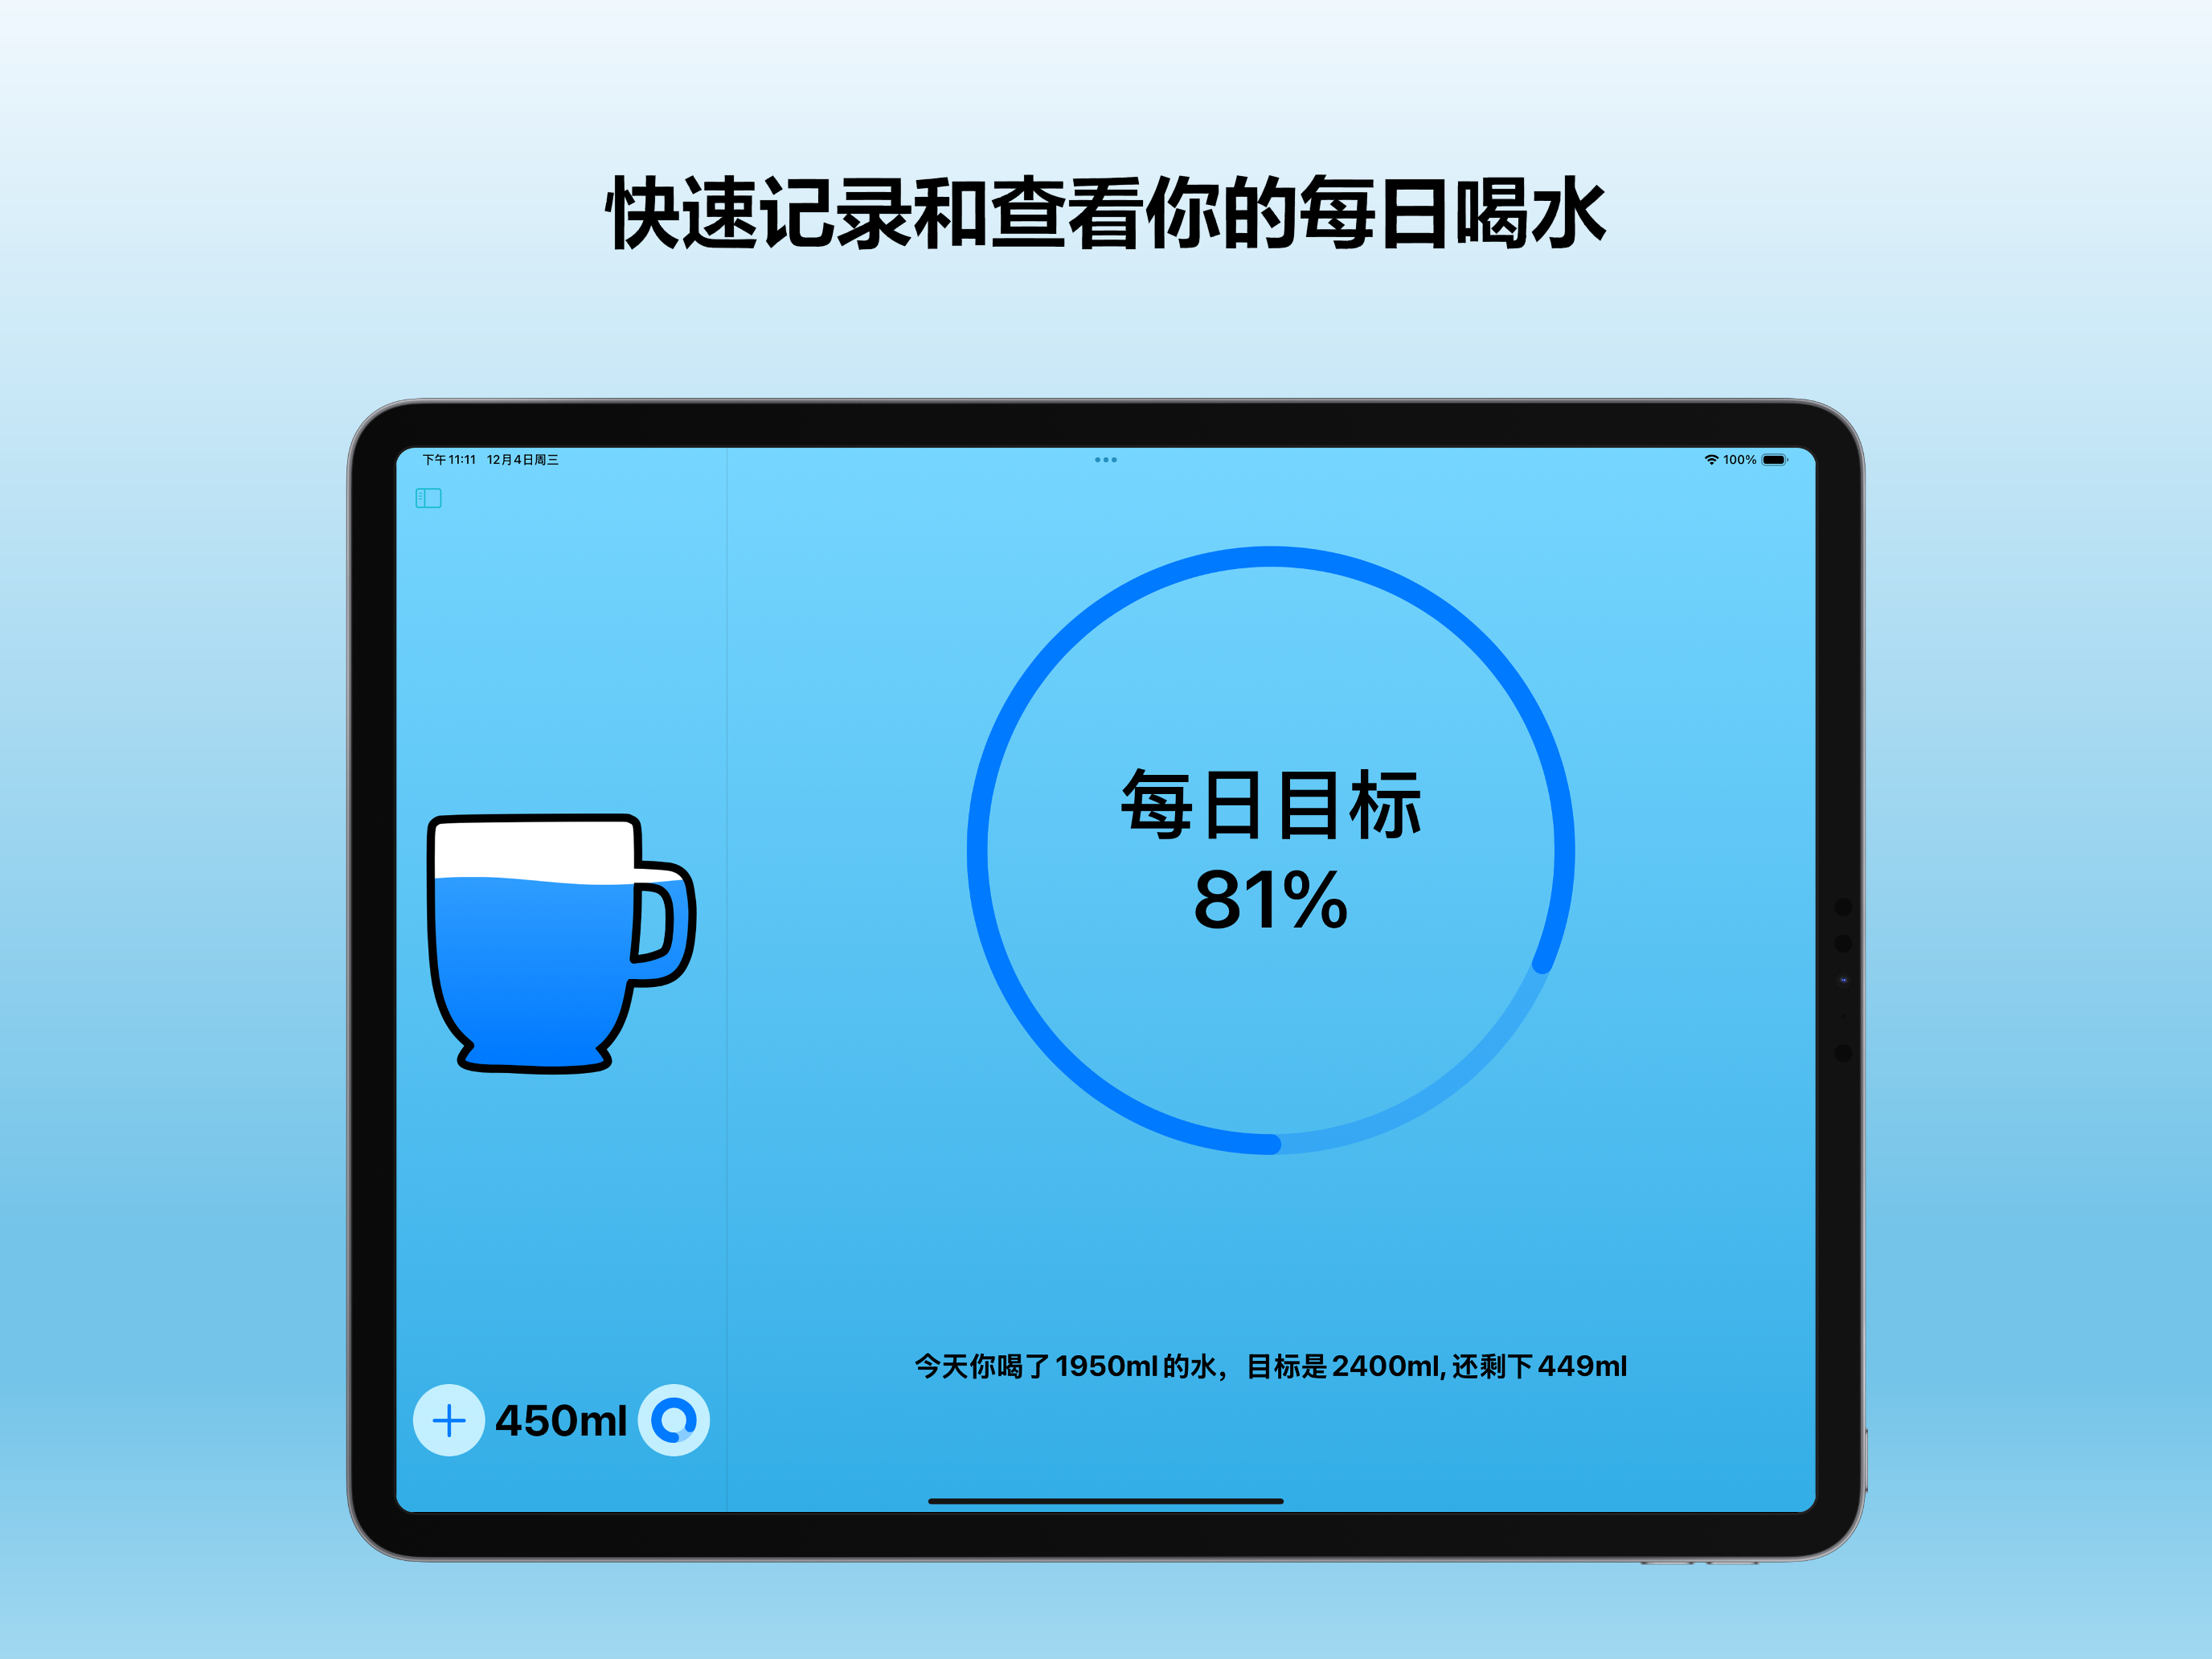 快速记录和查看你的每日喝水
下午11:11 12月4日周三
100%
每日目标
81%
今天你喝了1950ml的水，目标是2400ml, 还剩下449ml
450ml